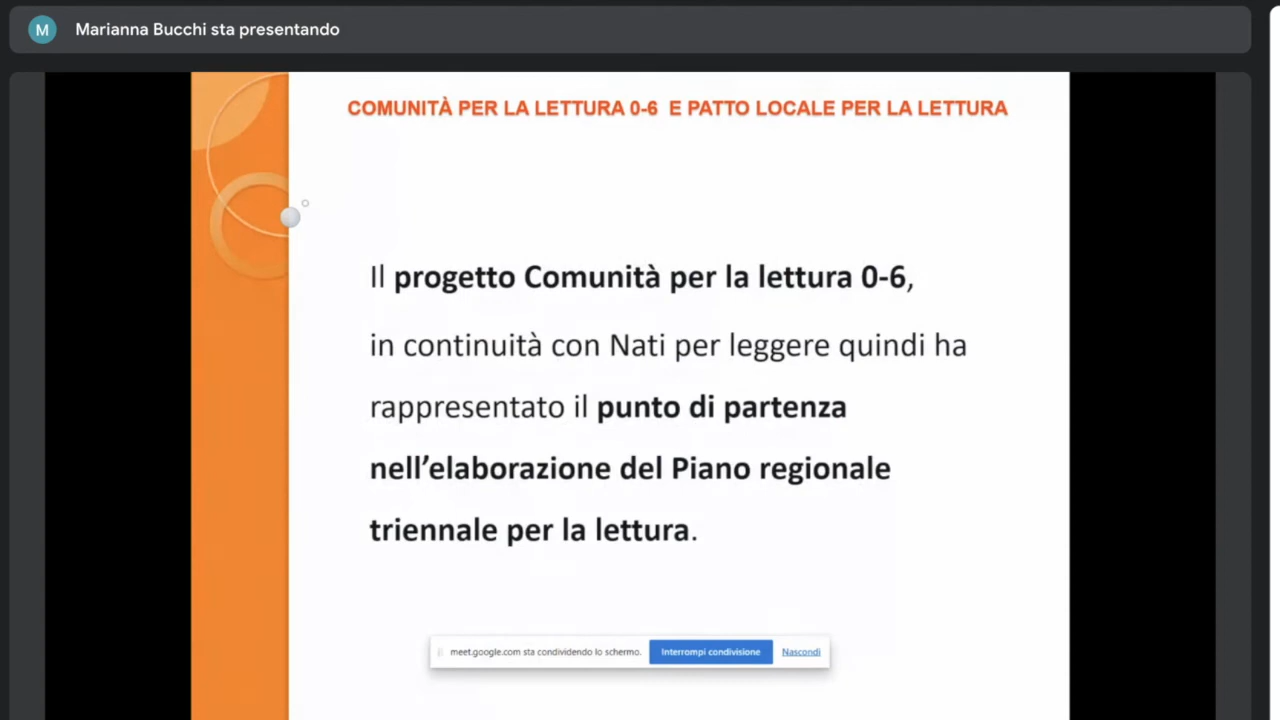 M
Marianna Bucchi sta presentando
COMUNITÀ PER LA LETTURA 0-6 E PATTO LOCALE PER LA LETTURA
Il progetto Comunità per la lettura 0-6,
in continuità con Nati per leggere quindi ha
rappresentato il punto di partenza
nell’elaborazione del Piano regionale
triennale per la lettura.
meet.google.com sta condividendo lo schermo. Interrompi condivisione Nascondi